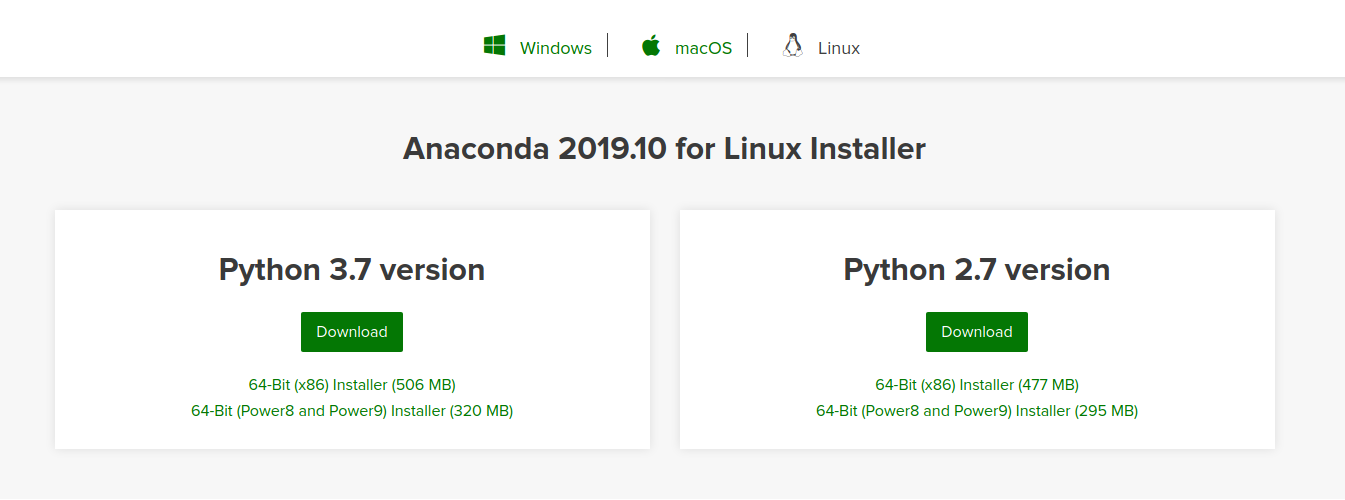 Windows
macOS
Linux
Anaconda 2019.10 for Linux Installer
Python 3.7 version
Download
64-Bit (x86) Installer (506 MB)
64-Bit (Power8 and Power9) Installer (320 MB)
Python 2.7 version
Download
64-Bit (x86) Installer (477 MB)
64-Bit (Power8 and Power9) Installer (295 MB)